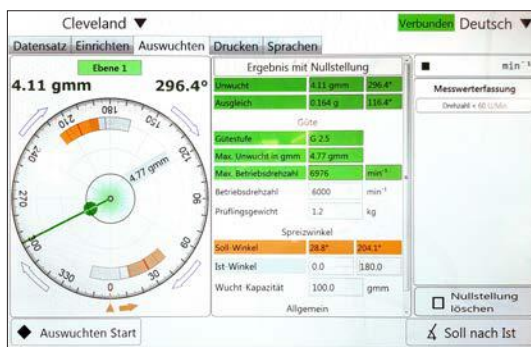 Cleveland ▼
Verbunden Deutsch ▼
Datensatz Einrichten Auswuchten Drucken Sprachen
Ebene 1
4.11 gmm 296.4°
180
150
210
240
270
300
330
0
30
60
90
120
4.77 gmm
Ergebnis mit Nullstellung
Unwucht 4.11 gmm 296.4°
Ausgleich 0.164 g 116.4°
Güte
Gütestufe G 2.5
Max. Unwucht in gmm 4.77 gmm
Max. Betriebsdrehzahl 6976 min⁻¹
Betriebsdrehzahl 6000 min⁻¹
Prüflingsgewicht 1.2 kg
Spreizwinkel
Soll-Winkel 28.8° 204.1°
Ist-Winkel 0.0 180.0
Wucht-Kapazität 100.0 gmm
Allgemein
min⁻¹
Messwerterfassung
Drehzahl < 60 U/Min
Nullstellung
löschen
Auswuchten Start
Soll nach Ist